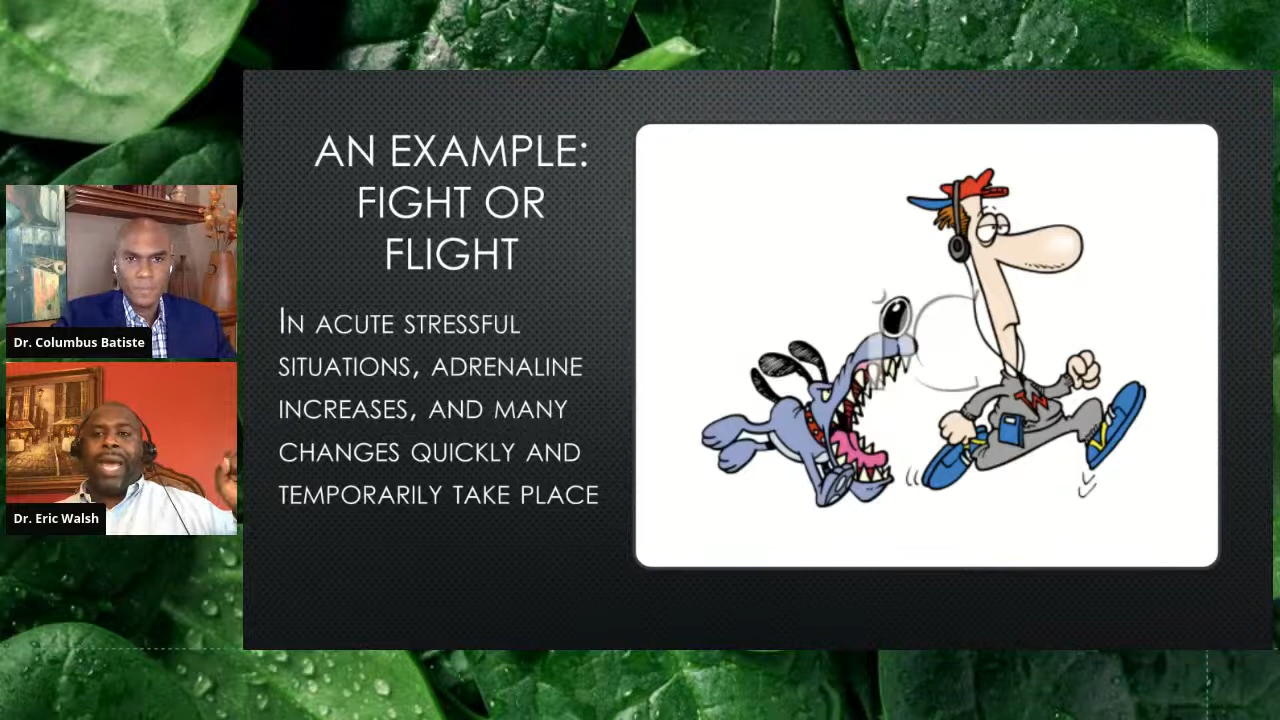 AN EXAMPLE:
FIGHT OR
FLIGHT
IN ACUTE STRESSFUL
SITUATIONS, ADRENALINE
INCREASES, AND MANY
CHANGES QUICKLY AND
TEMPORARILY TAKE PLACE
Dr. Columbus Batiste
Dr. Eric Walsh
W